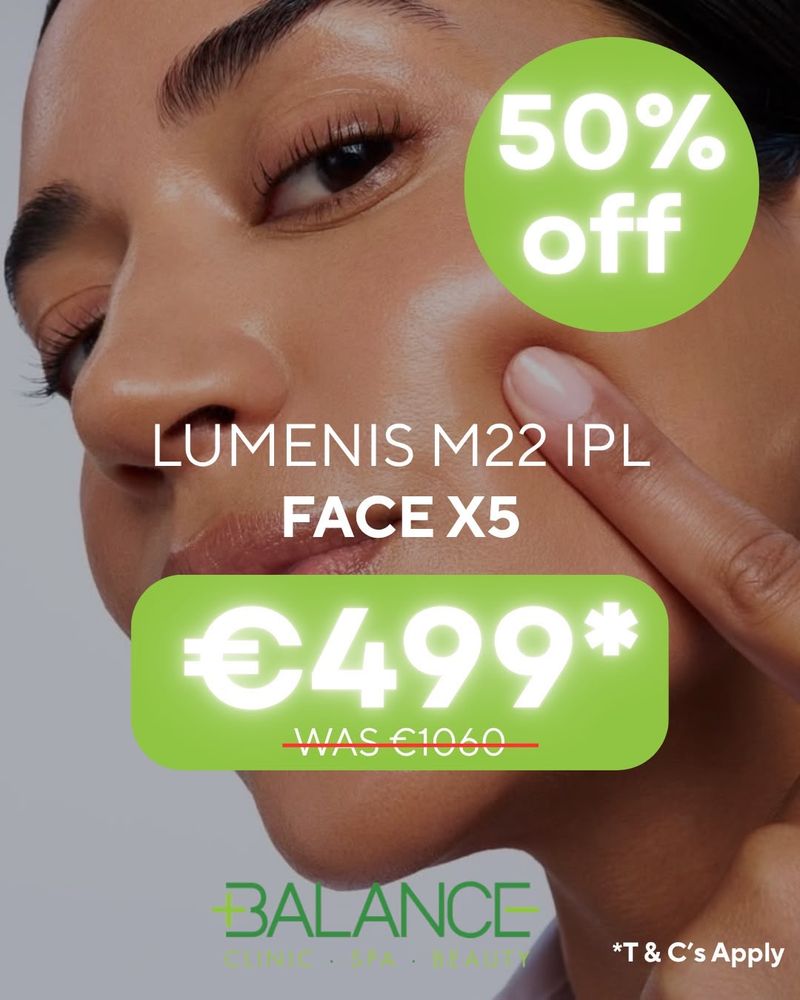 50%
off
LUMENIS M22 IPL
FACE X5
€499*
WAS €1060
BALANCE
CLINIC · SPA · BEAUTY
*T & C's Apply